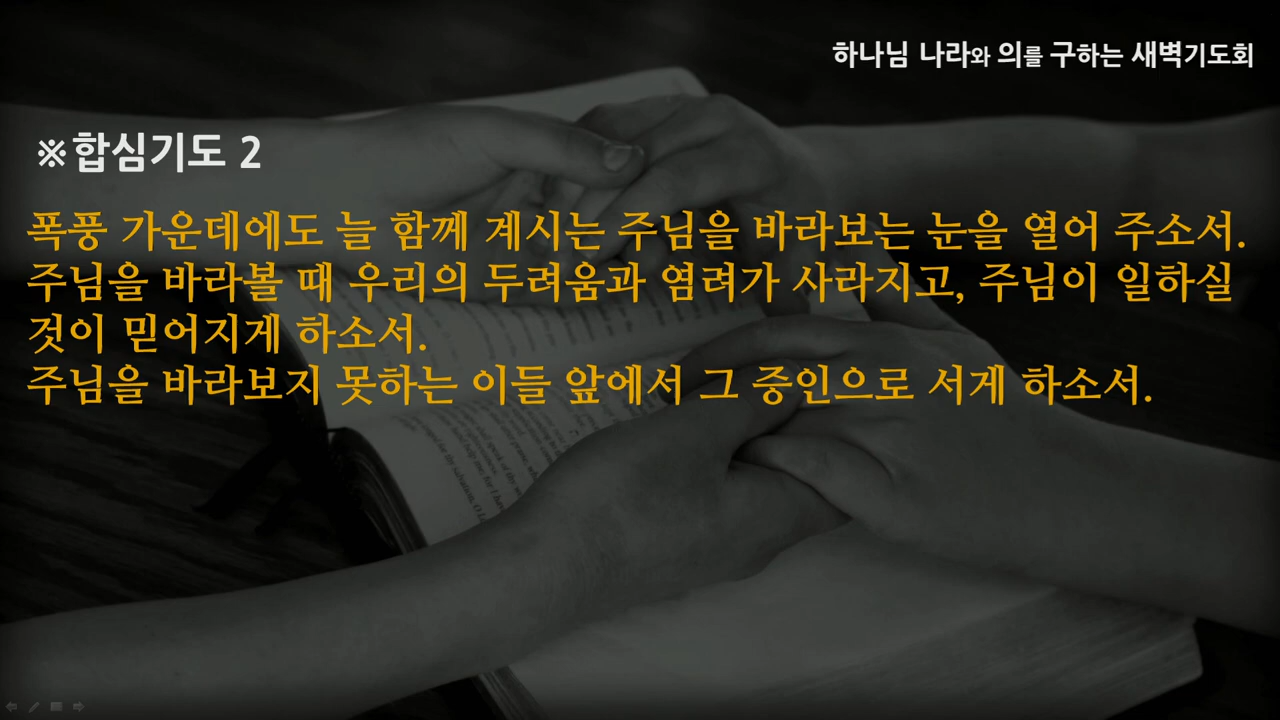 하나님 나라와 의를 구하는 새벽기도회
※합심기도 2
폭풍 가운데에도 늘 함께 계시는 주님을 바라보는 눈을 열어 주소서.
주님을 바라볼 때 우리의 두려움과 염려가 사라지고, 주님이 일하실
것이 믿어지게 하소서.
주님을 바라보지 못하는 이들 앞에서 그 증인으로 서게 하소서.